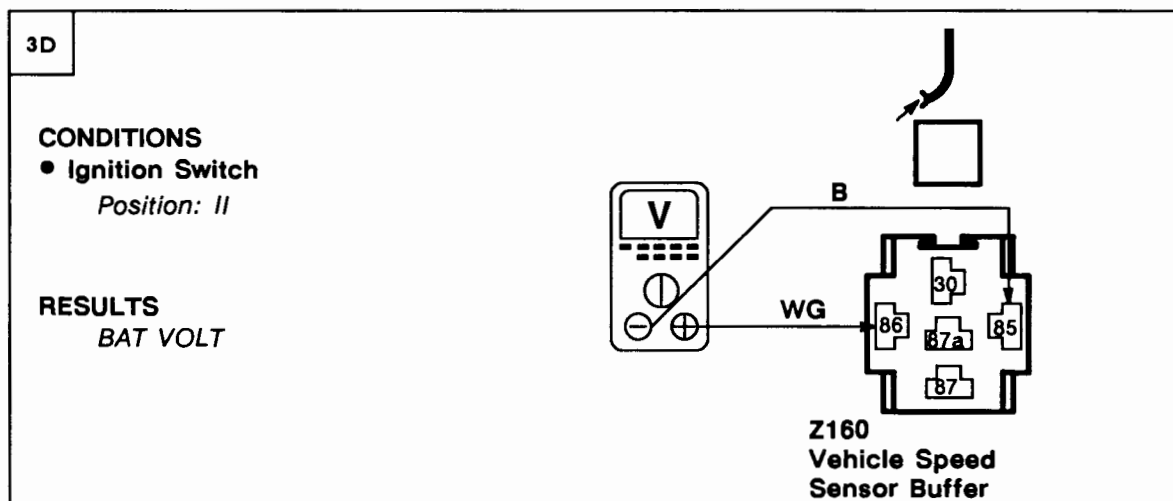 3D
CONDITIONS
• Ignition Switch
Position: II
RESULTS
BAT VOLT
V
B
WG
30
86
87a
85
87
Z160
Vehicle Speed
Sensor Buffer